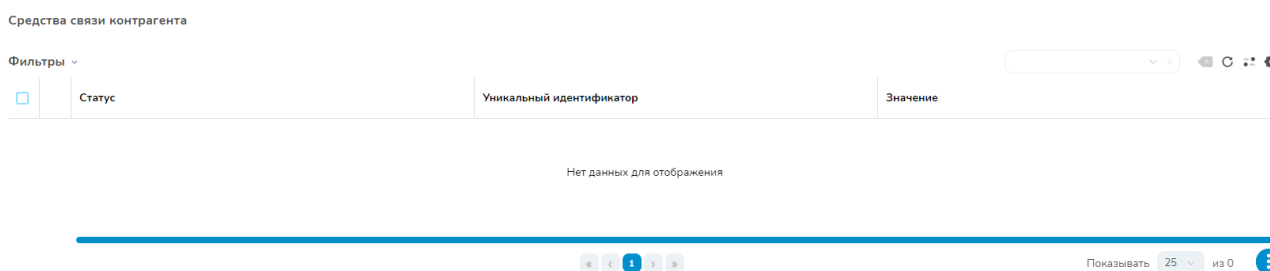 Средства связи контрагента
Фильтры
Статус Уникальный идентификатор Значение
Нет данных для отображения
« ‹ 1 › » Показывать 25 из 0